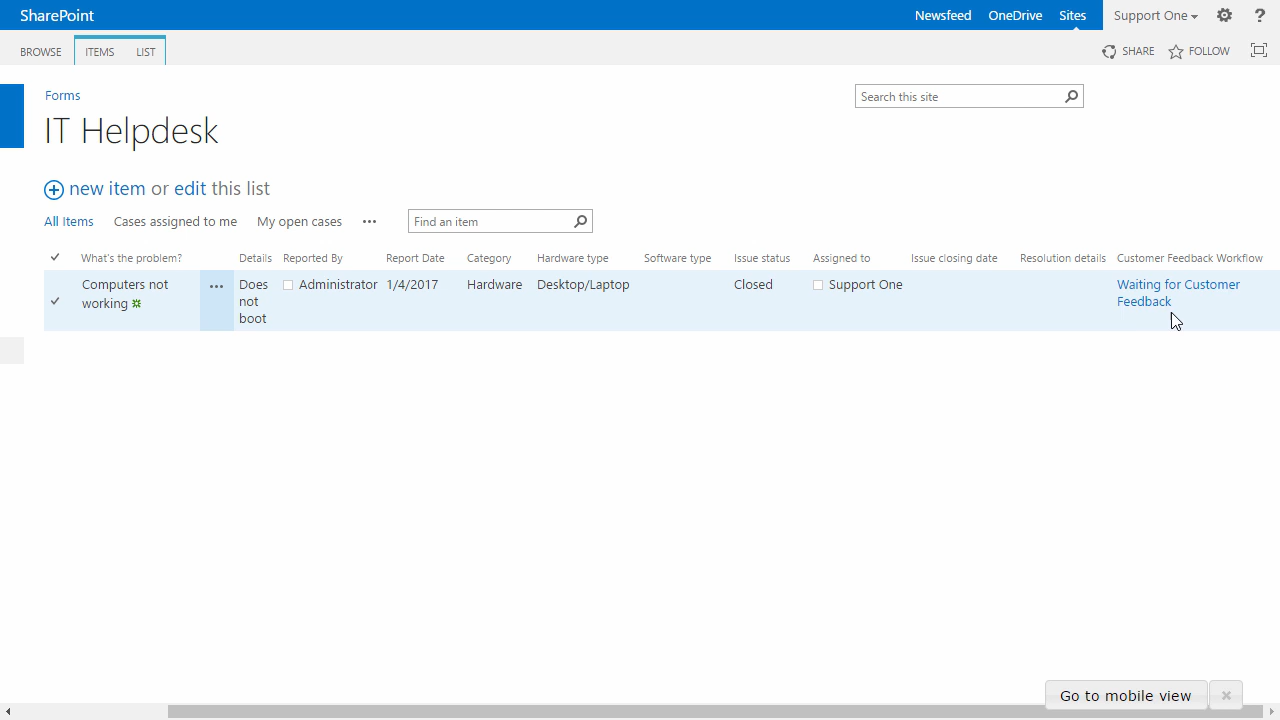 SharePoint Newsfeed OneDrive Sites Support One ?
BROWSE ITEMS LIST SHARE FOLLOW
Forms Search this site
IT Helpdesk
new item or edit this list
All Items Cases assigned to me My open cases ••• Find an item
What's the problem? Details Reported By Report Date Category Hardware type Software type Issue status Assigned to Issue closing date Resolution details Customer Feedback Workflow
Computers not ••• Does Administrator 1/4/2017 Hardware Desktop/Laptop Closed Support One Waiting for Customer
working not Feedback
boot
Go to mobile view